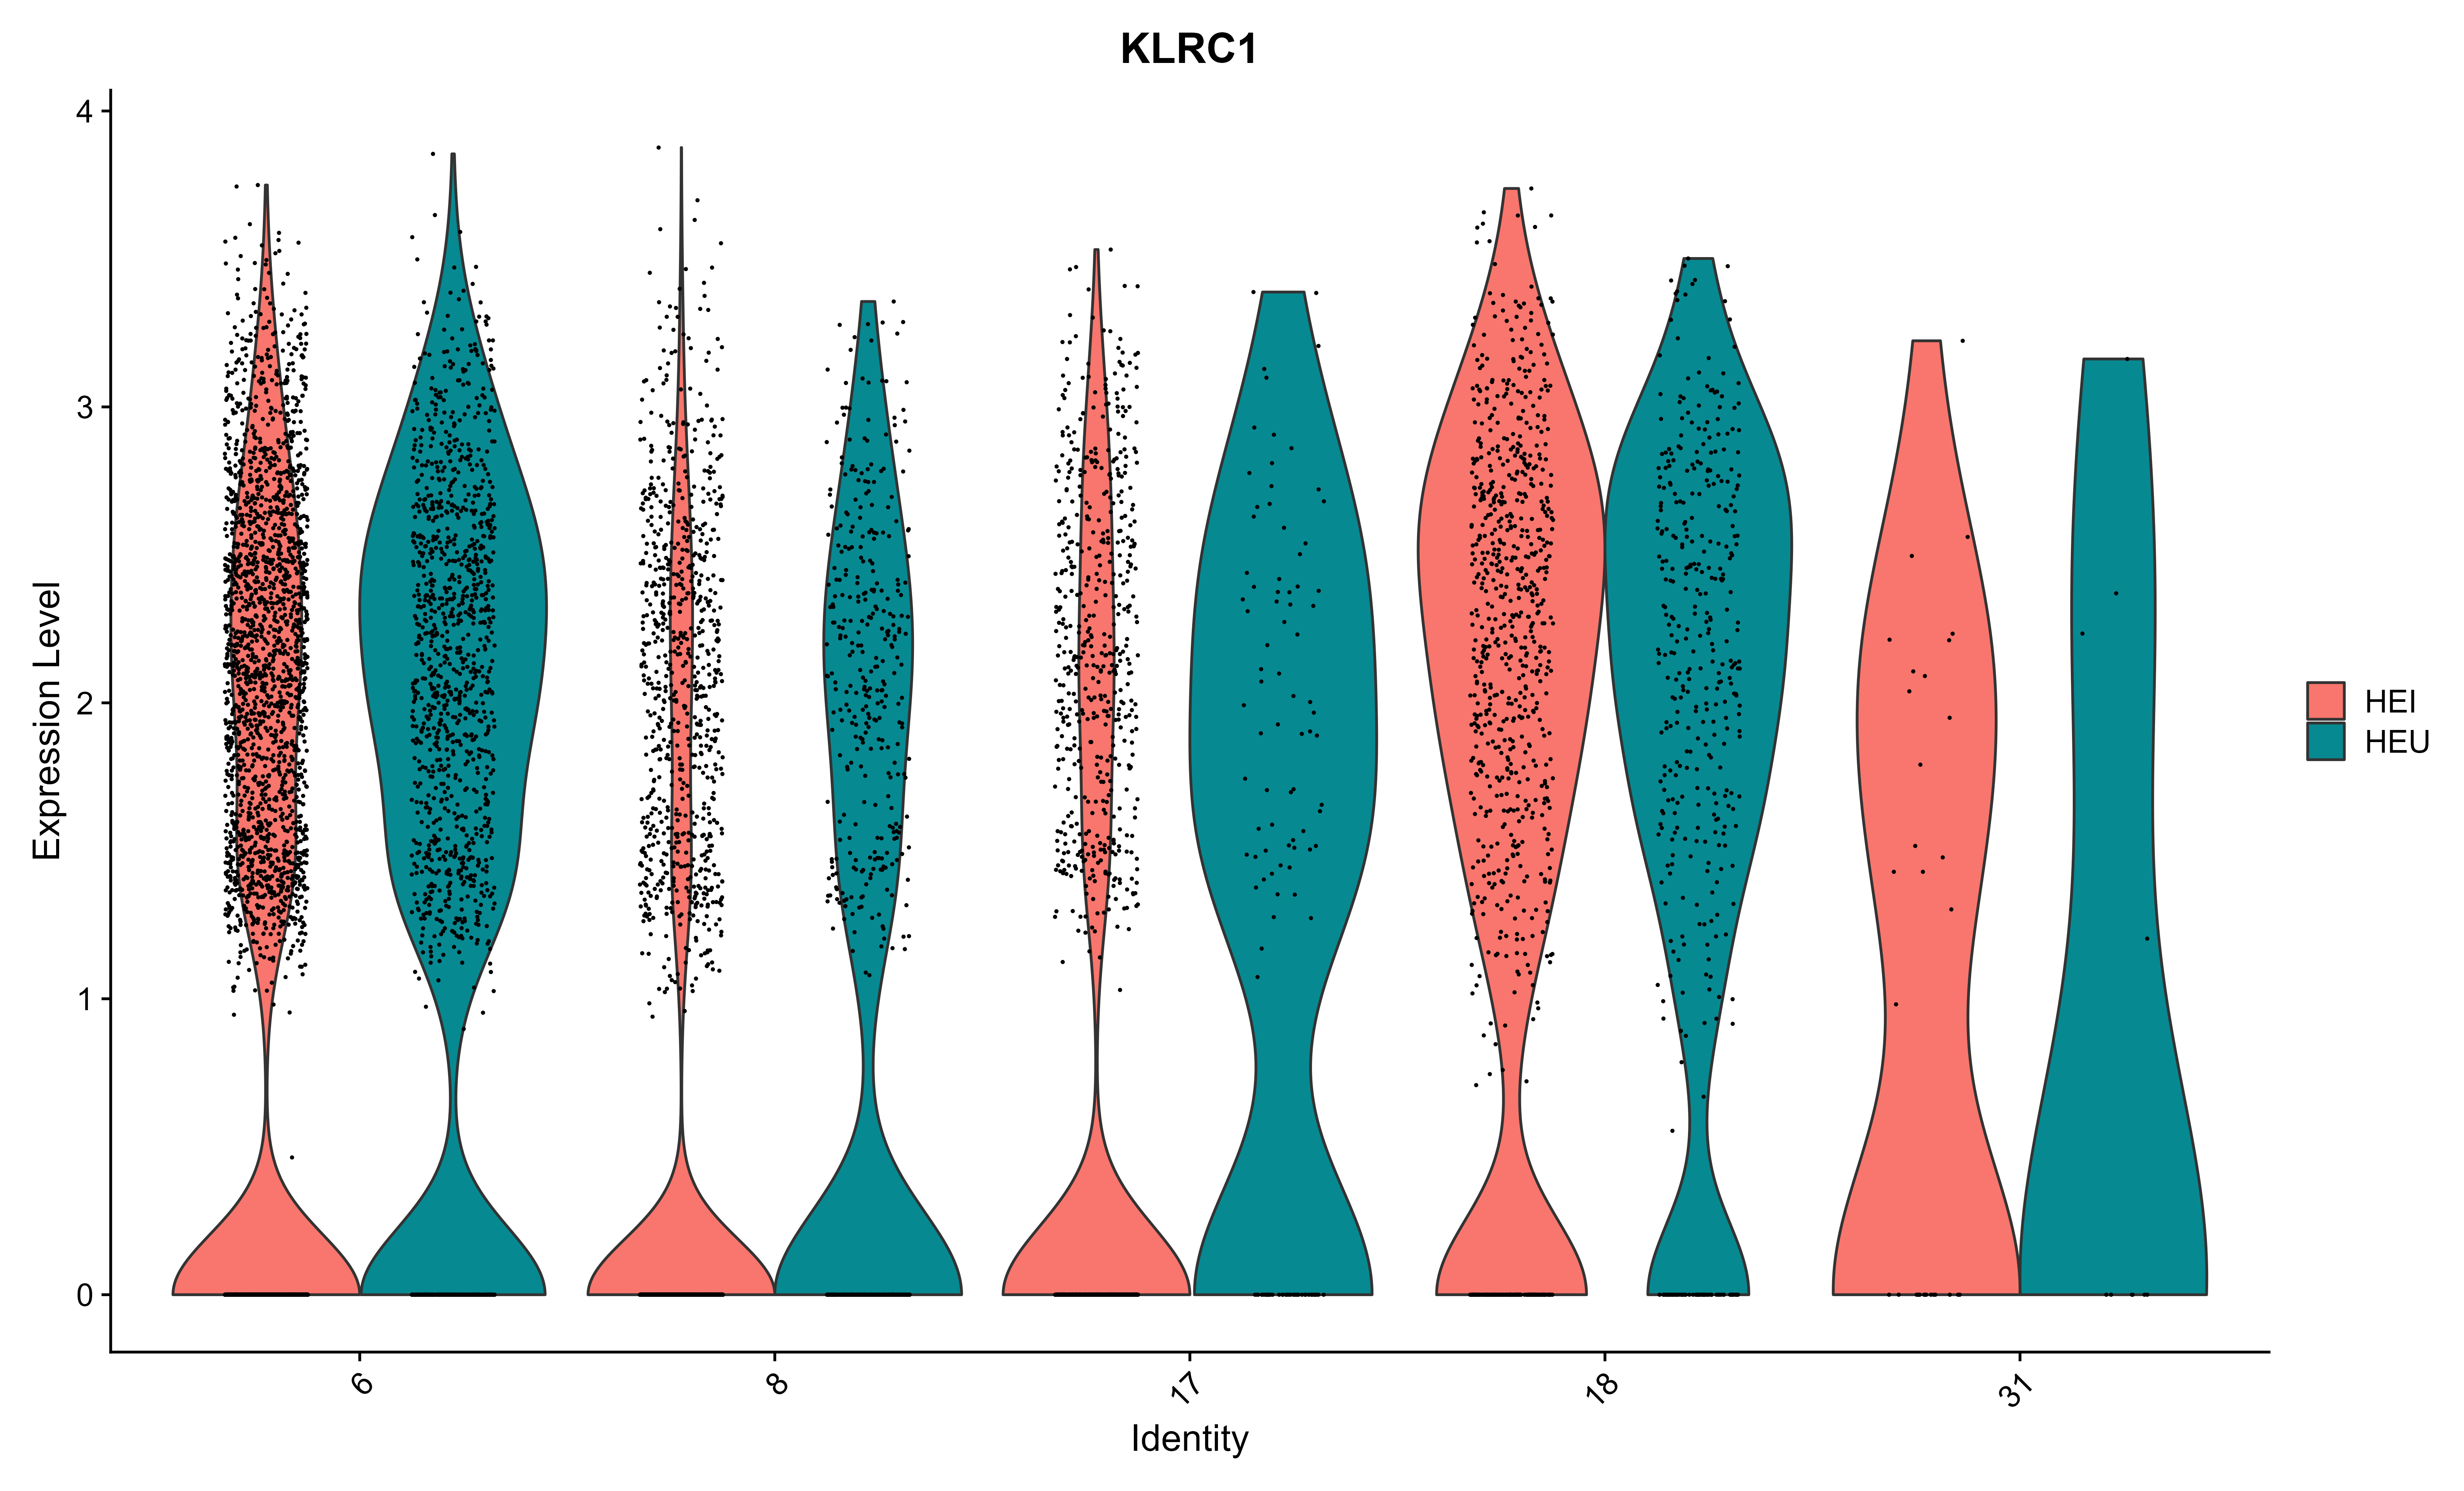 KLRC1
4
3
2
1
0
Expression Level
6
8
17
18
31
Identity
HEI
HEU